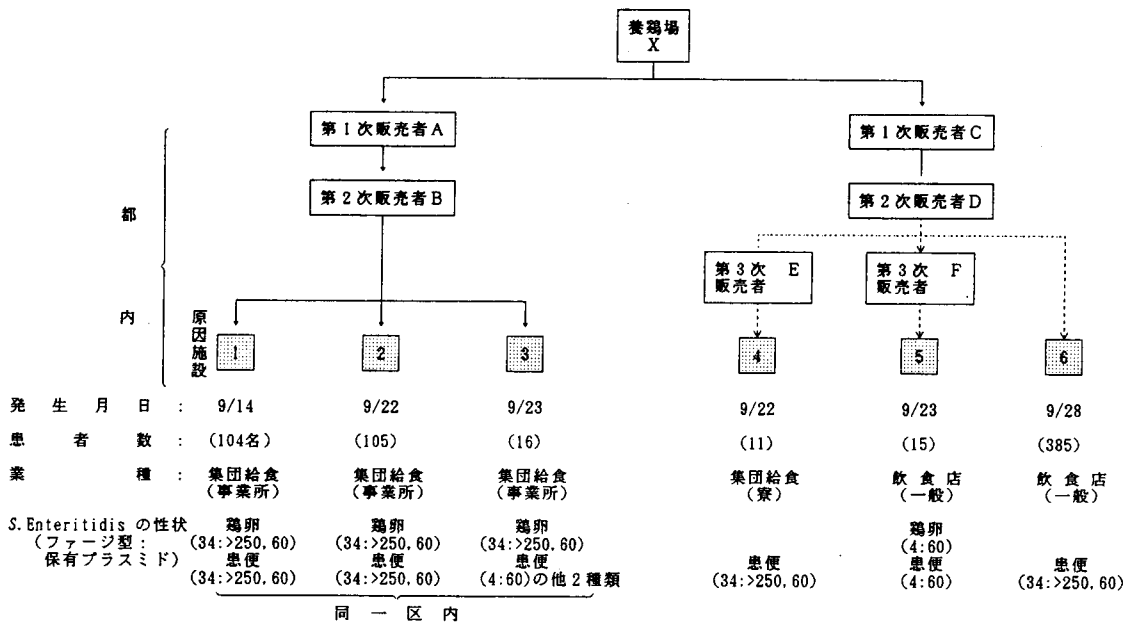 養鶏場
X
第1次販売者A
第1次販売者C
第2次販売者B
第2次販売者D
都
内
第3次 E
販売者
第3次 F
販売者
原因施設
1 2 3 4 5 6
発生月日 : 9/14 9/22 9/23 9/22 9/23 9/28
患者数 : (104名) (105) (16) (11) (15) (385)
業種 : 集団給食 集団給食 集団給食 集団給食 飲食店 飲食店
(事業所) (事業所) (事業所) (寮) (一般) (一般)
S.Enteritidis の性状 鶏卵 鶏卵 鶏卵 鶏卵
(ファージ型: (34:>250,60) (34:>250,60) (34:>250,60) (4:60)
保有プラスミド) 患便 患便 患便 患便 患便 患便
(34:>250,60) (34:>250,60) (4:60)の他2種類 (34:>250,60) (4:60) (34:>250,60)
同一区内